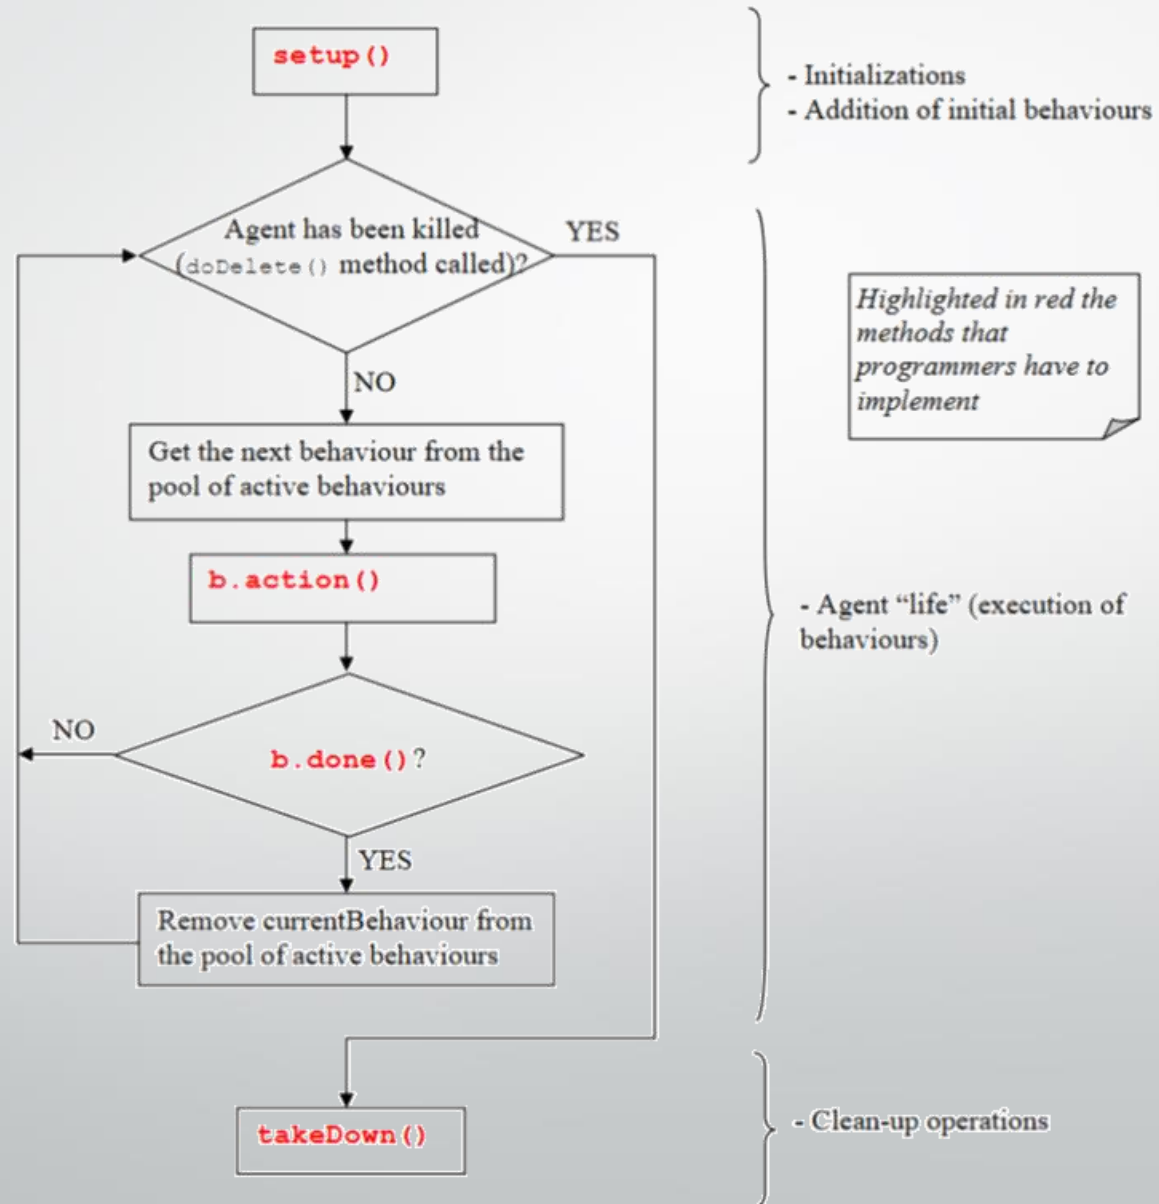 setup()
- Initializations
- Addition of initial behaviours
Agent has been killed
(doDelete() method called)?
YES
Highlighted in red the
methods that
programmers have to
implement
NO
Get the next behaviour from the
pool of active behaviours
b.action()
- Agent “life” (execution of
behaviours)
NO
b.done()?
YES
Remove currentBehaviour from
the pool of active behaviours
takeDown()
- Clean-up operations